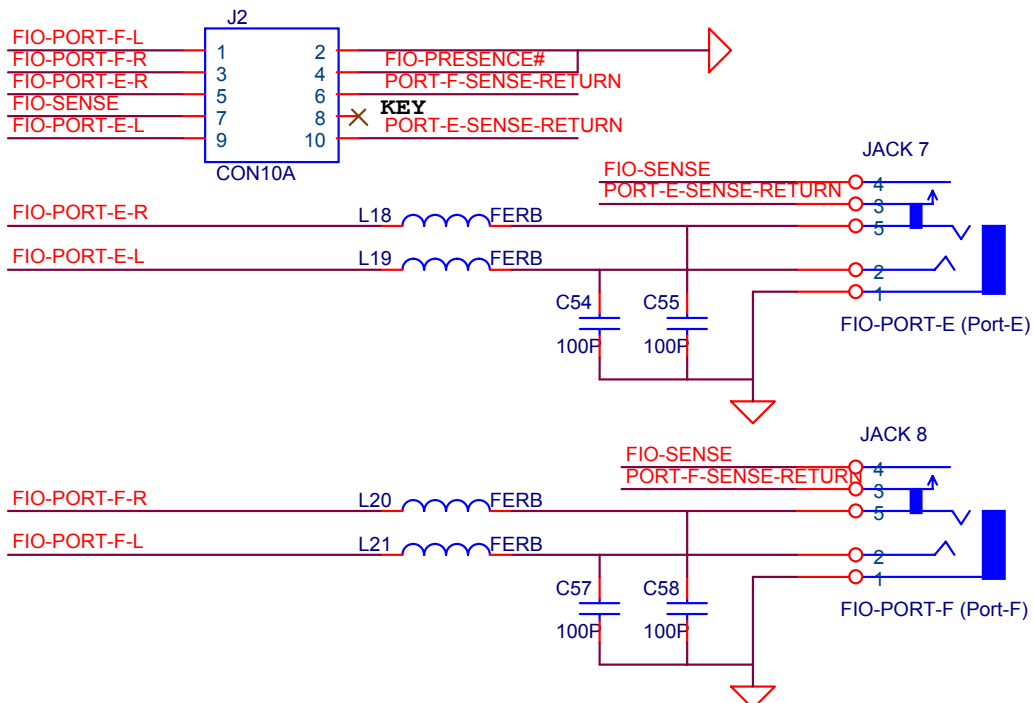 J2
FIO-PORT-F-L 1 2
FIO-PORT-F-R 3 4 FIO-PRESENCE#
FIO-PORT-E-R 5 6 PORT-F-SENSE-RETURN
FIO-SENSE 7 8 KEY
FIO-PORT-E-L 9 10 PORT-E-SENSE-RETURN
CON10A
JACK 7
FIO-SENSE 4
PORT-E-SENSE-RETURN 3
FIO-PORT-E-R L18 FERB 5
FIO-PORT-E-L L19 FERB 2
C54 C55 1
100P 100P
FIO-PORT-E (Port-E)
JACK 8
FIO-SENSE 4
PORT-F-SENSE-RETURN 3
FIO-PORT-F-R L20 FERB 5
FIO-PORT-F-L L21 FERB 2
C57 C58 1
100P 100P
FIO-PORT-F (Port-F)